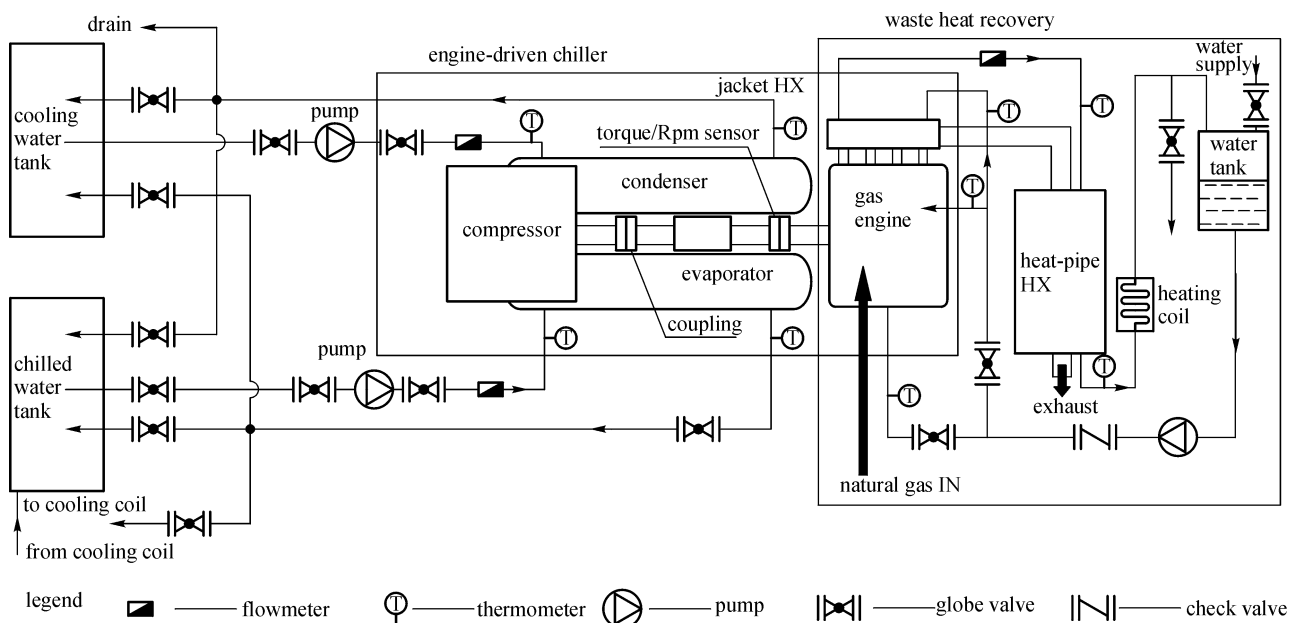 drain
cooling
water
tank
pump
engine-driven chiller
jacket HX
torque/Rpm sensor
condenser
compressor
evaporator
coupling
T
T
T
T
waste heat recovery
water
supply
water
tank
gas
engine
heat-pipe
HX
heating
coil
exhaust
natural gas IN
T
T
T
T
T
chilled
water
tank
pump
to cooling coil
from cooling coil
legend
flowmeter
T
thermometer
pump
globe valve
check valve